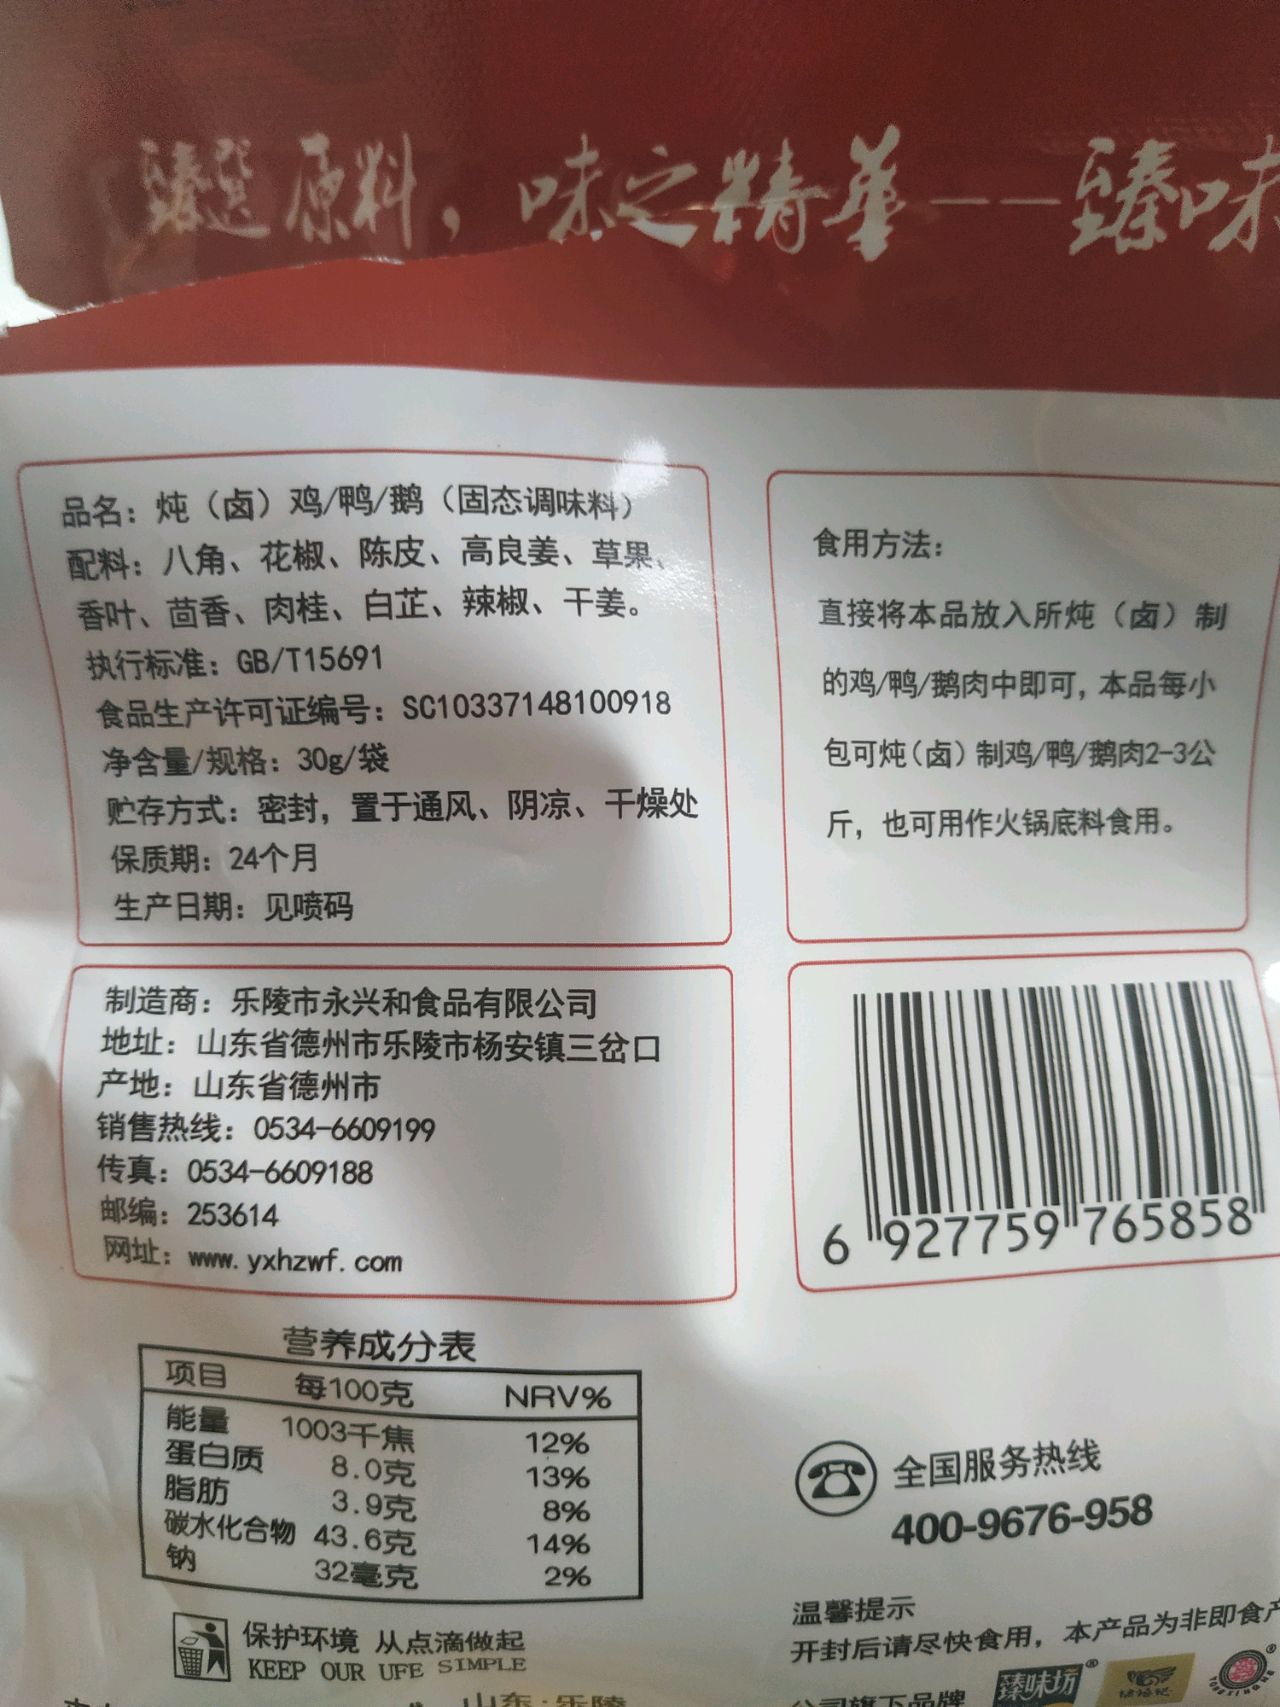 臻選原料，味之精華——臻味
品名：炖（卤）鸡/鸭/鹅（固态调味料）
配料：八角、花椒、陈皮、高良姜、草果、
香叶、茴香、肉桂、白芷、辣椒、干姜。
执行标准：GB/T15691
食品生产许可证编号：SC10337148100918
净含量/规格：30g/袋
贮存方式：密封，置于通风、阴凉、干燥处
保质期：24个月
生产日期：见喷码
食用方法：
直接将本品放入所炖（卤）制
的鸡/鸭/鹅肉中即可，本品每小
包可炖（卤）制鸡/鸭/鹅肉2-3公
斤，也可用作火锅底料食用。
制造商：乐陵市永兴和食品有限公司
地址：山东省德州市乐陵市杨安镇三岔口
产地：山东省德州市
销售热线：0534-6609199
传真：0534-6609188
邮编：253614
网址：www.yxhzwf.com
6 927759 765858
营养成分表
项目 每100克 NRV%
能量 1003千焦 12%
蛋白质 8.0克 13%
脂肪 3.9克 8%
碳水化合物 43.6克 14%
钠 32毫克 2%
全国服务热线
400-9676-958
保护环境 从点滴做起
KEEP OUR UFE SIMPLE
温馨提示
开封后请尽快食用，本产品为非即食产
公司旗下品牌 臻味坊®
山东·乐陵